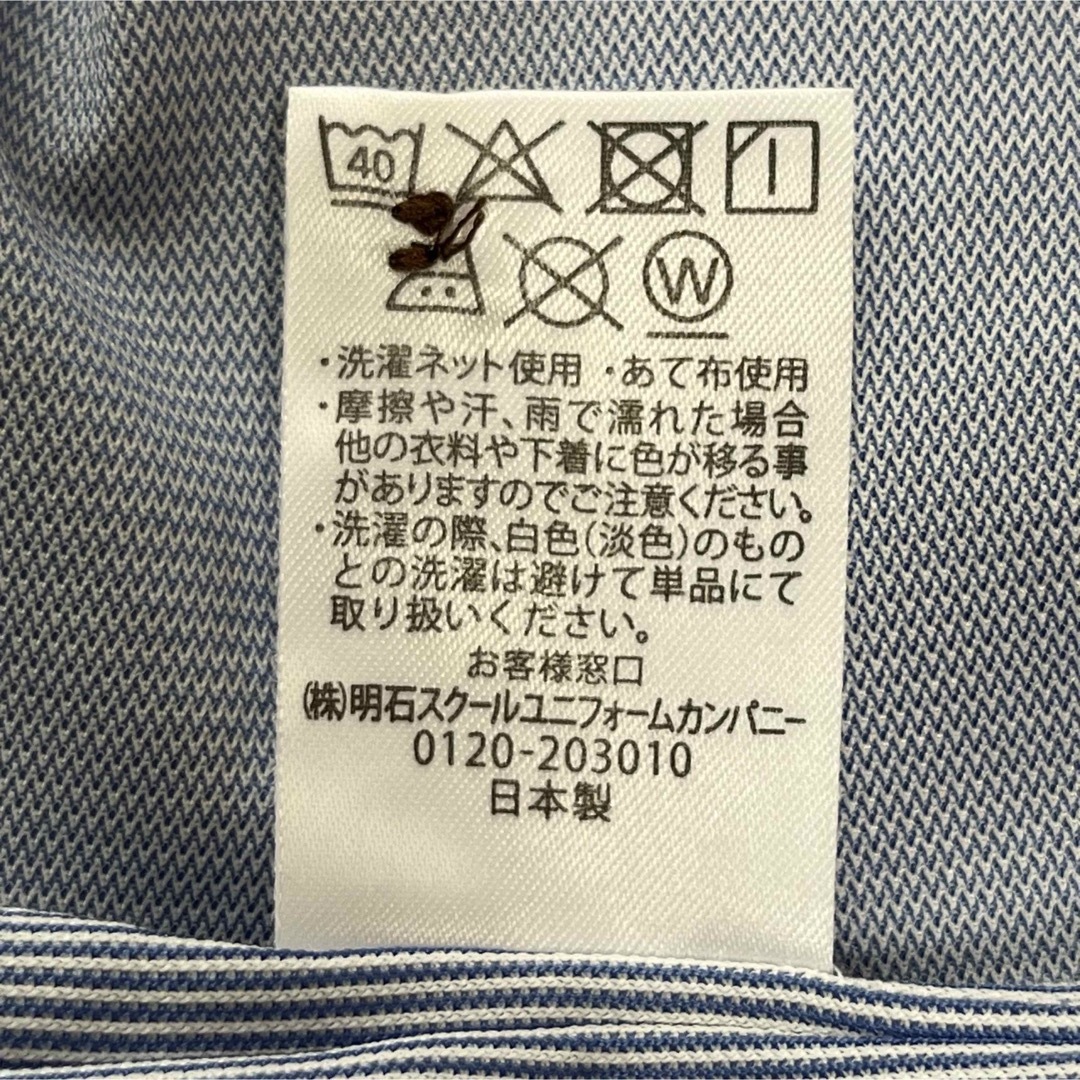 40
W
・洗濯ネット使用 ・あて布使用
・摩擦や汗、雨で濡れた場合
他の衣料や下着に色が移る事
がありますのでご注意ください。
・洗濯の際、白色(淡色)のもの
との洗濯は避けて単品にて
取り扱いください。
お客様窓口
(株)明石スクールユニフォームカンパニー
0120-203010
日本製